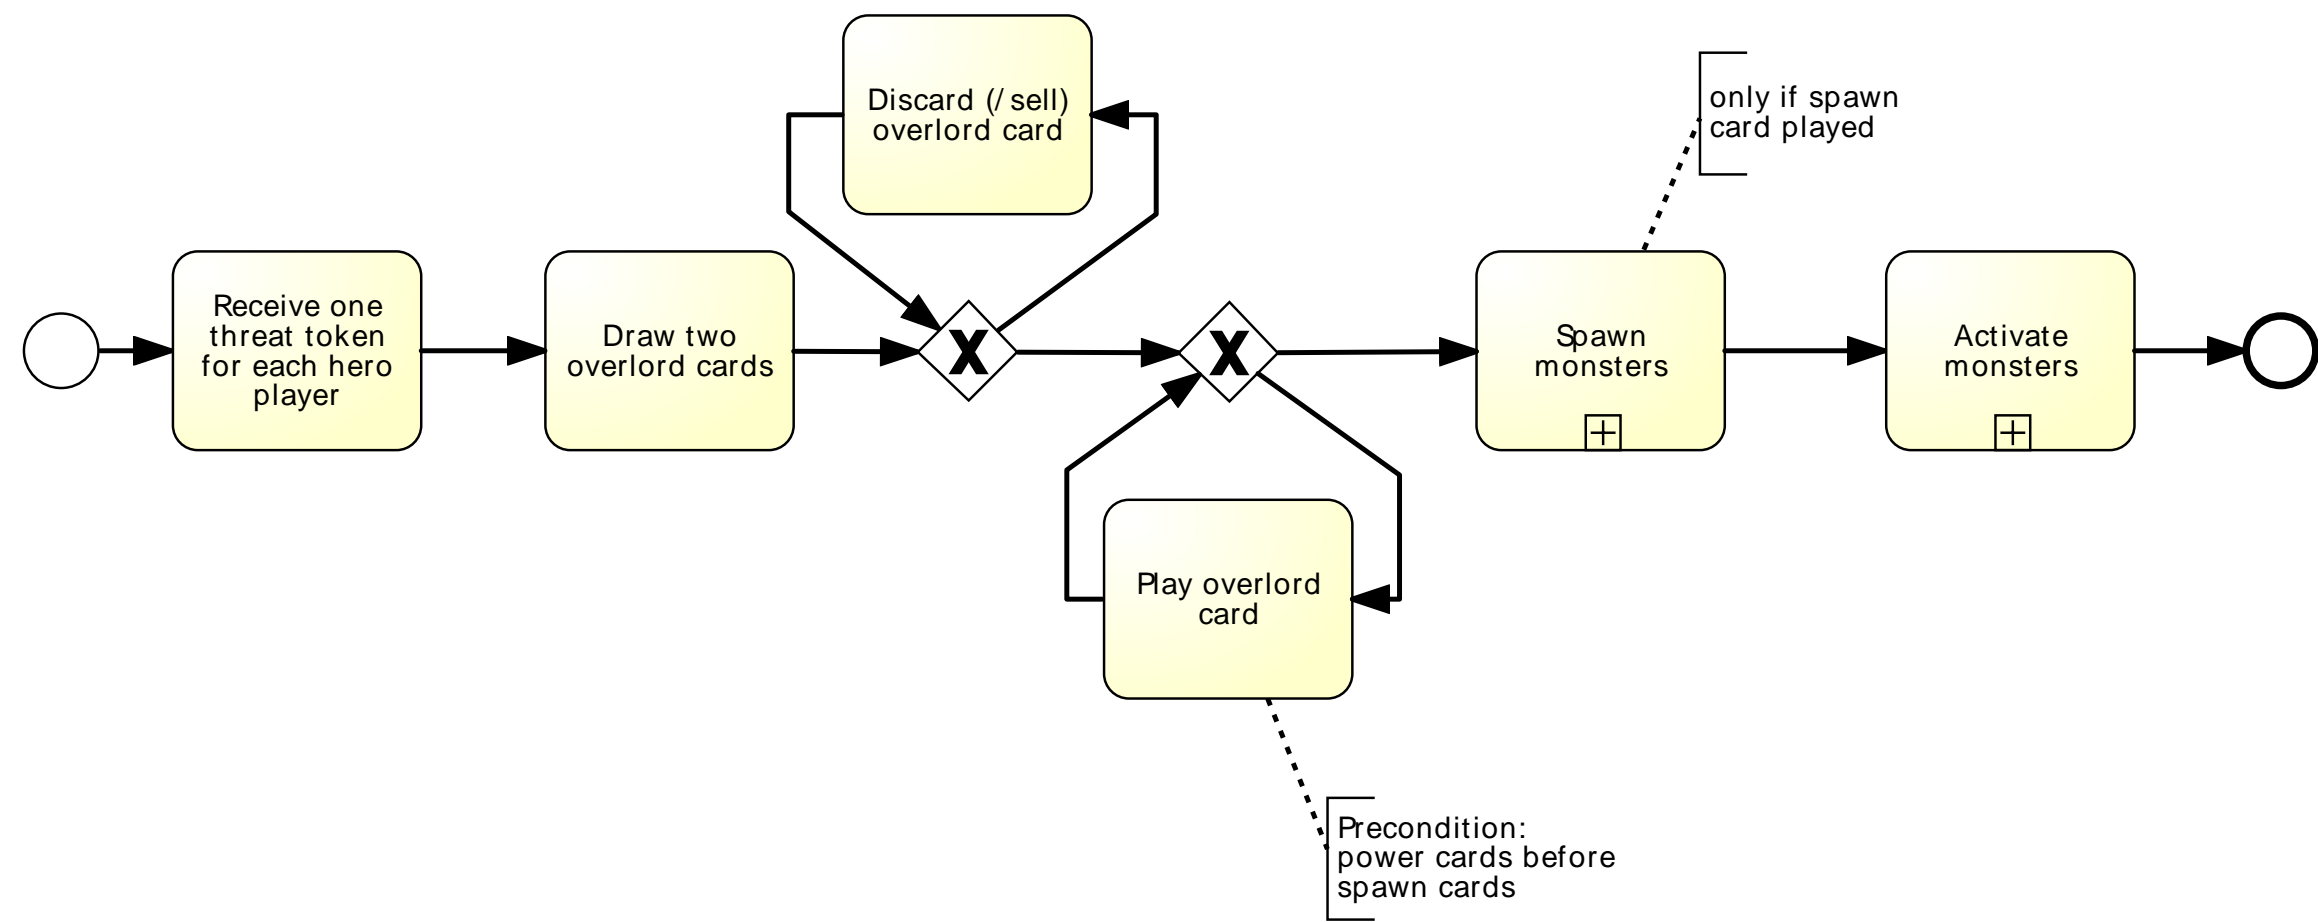 Discard (/ sell)
overlord card
only if spawn
card played
Receive one
threat token
for each hero
player
Draw two
overlord cards
X
X
Spawn
monsters
Activate
monsters
Play overlord
card
Precondition:
power cards before
spawn cards